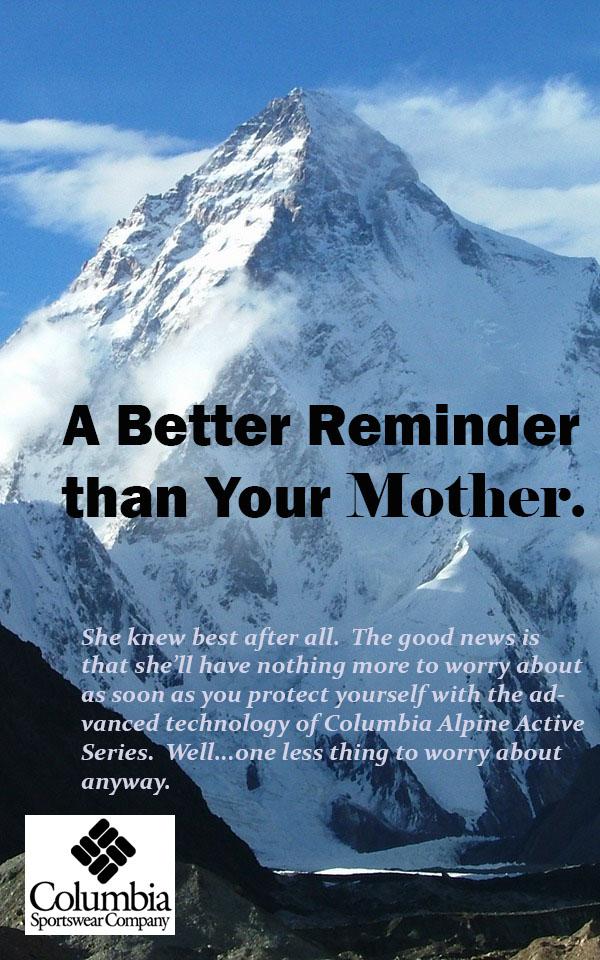 A Better Reminder
than Your Mother.
She knew best after all.  The good news is
that she'll have nothing more to worry about
as soon as you protect yourself with the ad-
vanced technology of Columbia Alpine Active
Series.  Well...one less thing to worry about
anyway.
Columbia
Sportswear Company